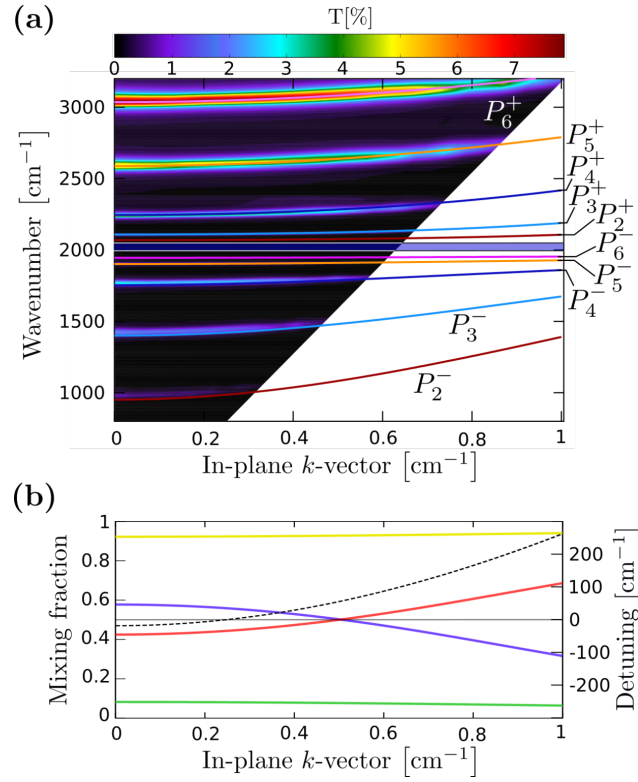 (a)
T[%]
0 1 2 3 4 5 6 7
3000
2500
2000
1500
1000
Wavenumber [cm⁻¹]
P₆⁺
P₅⁺
P₄⁺
P₃⁺
P₂⁺
P₆⁻
P₅⁻
P₄⁻
P₃⁻
P₂⁻
0 0.2 0.4 0.6 0.8 1
In-plane k-vector [cm⁻¹]
(b)
1
0.8
0.6
0.4
0.2
0
Mixing fraction
200
100
0
-100
-200
Detuning [cm⁻¹]
0 0.2 0.4 0.6 0.8 1
In-plane k-vector [cm⁻¹]